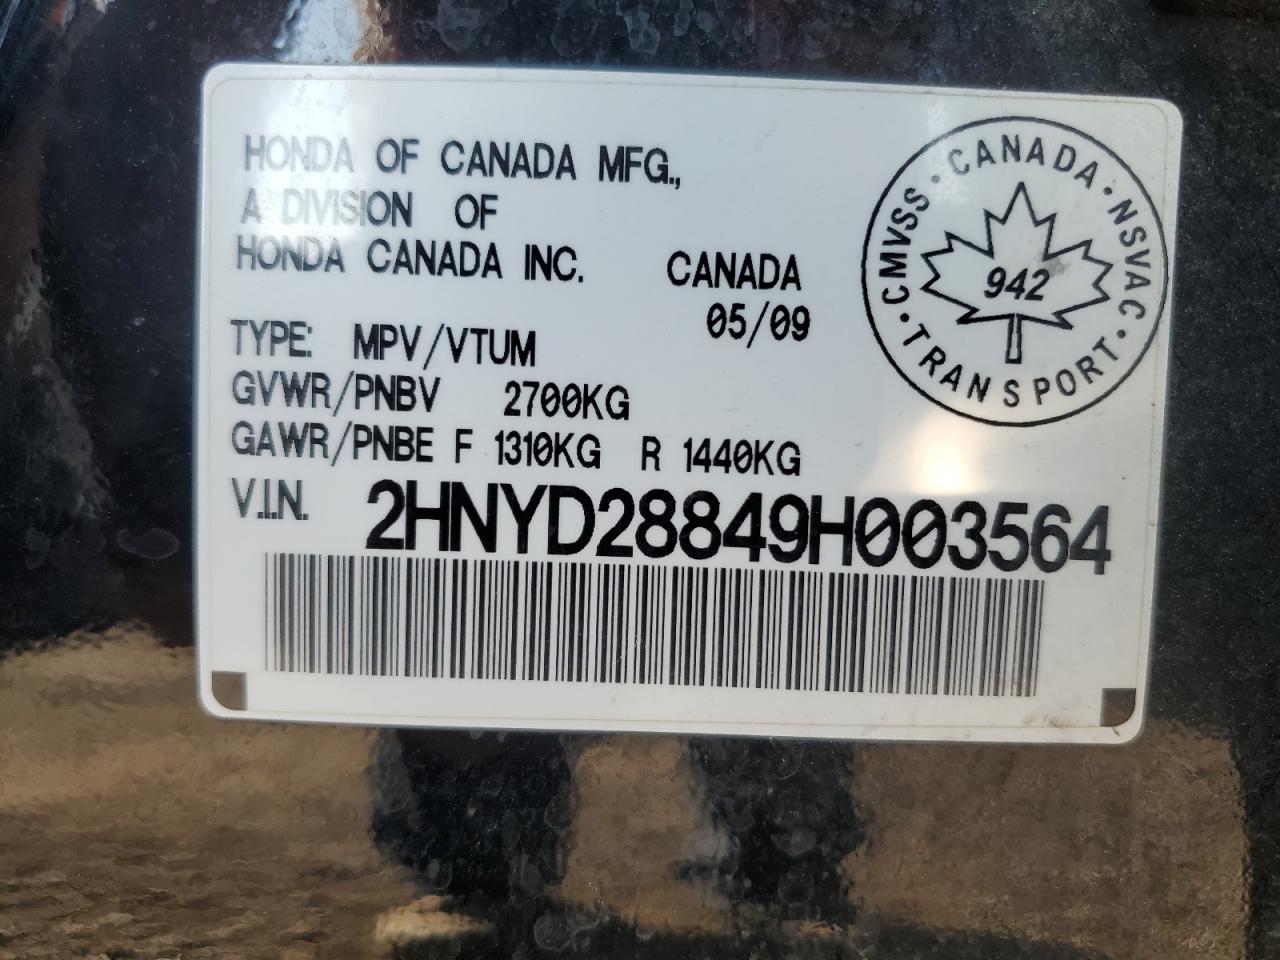 HONDA OF CANADA MFG.,
A DIVISION OF
HONDA CANADA INC. CANADA
05/09
TYPE: MPV/VTUM
GVWR/PNBV 2700KG
GAWR/PNBE F 1310KG R 1440KG
V.I.N. 2HNYD28849H003564
CANADA · NSVAC · TRANSPORT · CMVSS ·
942